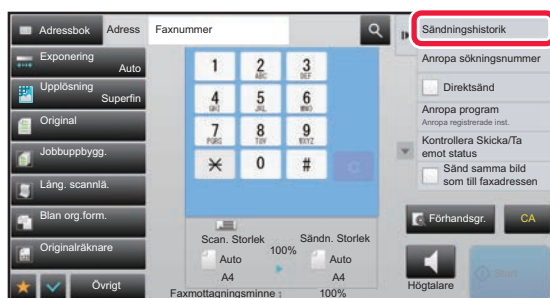 Adressbok
Adress
Faxnummer
Sändningshistorik
Exponering
Auto
Upplösning
Superfin
Original
Jobbuppbygg.
Lång. scannlä.
Blan org.form.
Originalräknare
Övrigt
1
2
ABC
3
DEF
4
GHI
5
JKL
6
MNO
7
PQRS
8
TUV
9
WXYZ
0
#
C
Scan. Storlek
100%
Sändn. Storlek
Auto
A4
Auto
A4
Faxmottagningsminne :
100%
Anropa sökningsnummer
Direktsänd
Anropa program
Anropa registrerade inst.
Kontrollera Skicka/Ta
emot status
Sänd samma bild
som till faxadressen
Förhandsgr.
CA
Högtalare
Start